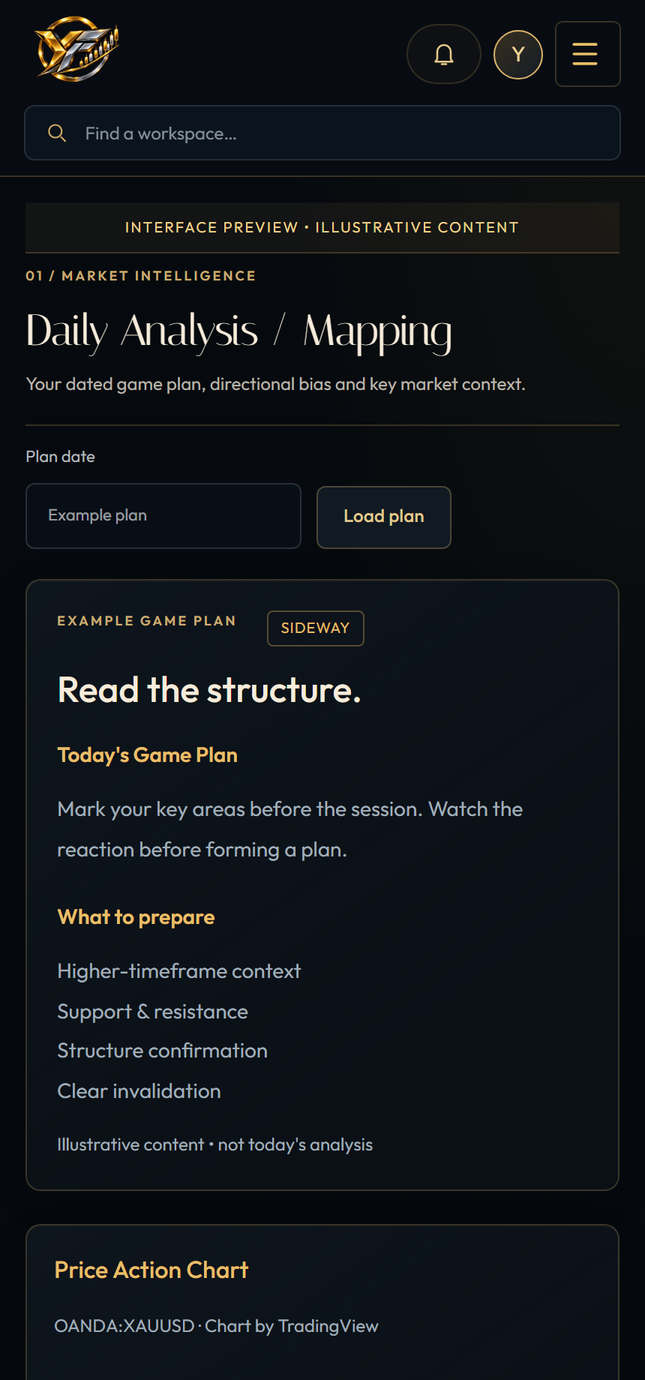 YF
Y
Find a workspace...
INTERFACE PREVIEW • ILLUSTRATIVE CONTENT
01 / MARKET INTELLIGENCE
Daily Analysis / Mapping
Your dated game plan, directional bias and key market context.
Plan date
Example plan
Load plan
EXAMPLE GAME PLAN
SIDEWAY
Read the structure.
Today's Game Plan
Mark your key areas before the session. Watch the
reaction before forming a plan.
What to prepare
Higher-timeframe context
Support & resistance
Structure confirmation
Clear invalidation
Illustrative content • not today's analysis
Price Action Chart
OANDA:XAUUSD · Chart by TradingView